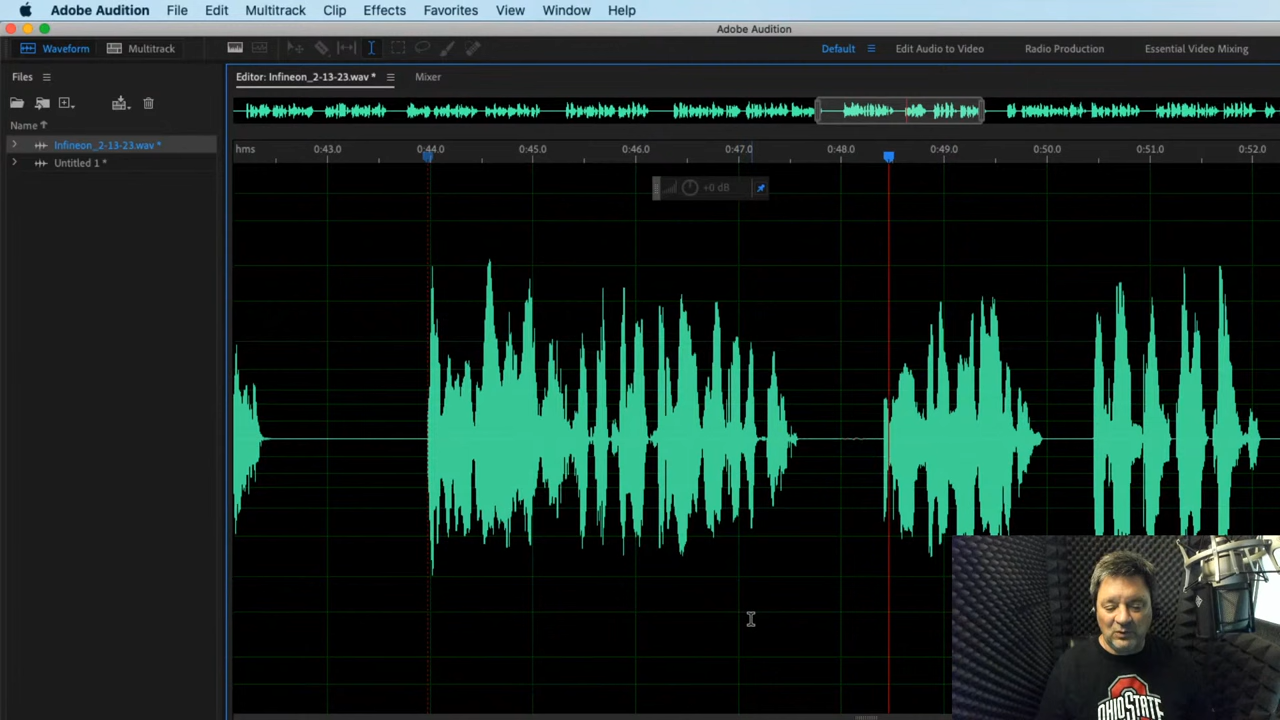 Adobe Audition File Edit Multitrack Clip Effects Favorites View Window Help
Adobe Audition
Waveform Multitrack Default Edit Audio to Video Radio Production Essential Video Mixing
Files Editor: Infineon_2-13-23.wav * Mixer
Name
Infineon_2-13-23.wav *
hms 0:43.0 0:44.0 0:45.0 0:46.0 0:47.0 0:48.0 0:49.0 0:50.0 0:51.0 0:52.0
Untitled 1 *
+0 dB
OHIO STATE